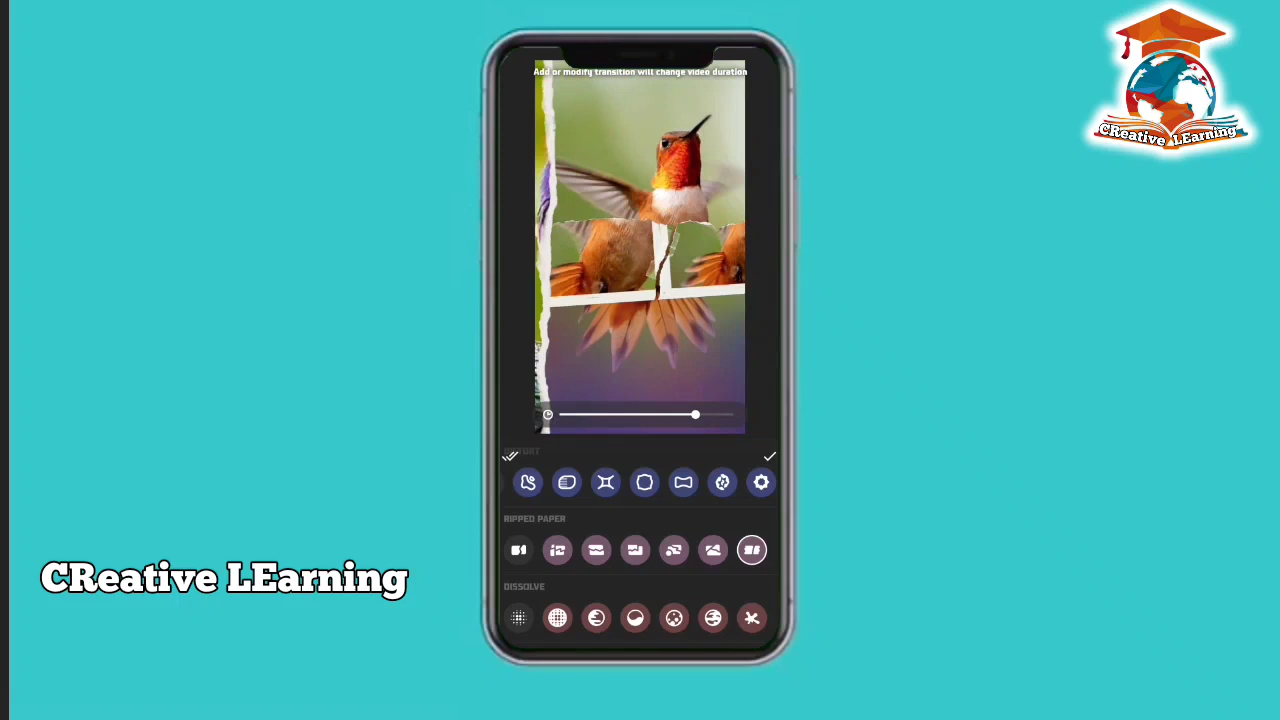 Add or modify transition will change video duration
CReative LEarning
RIPPED PAPER
DISSOLVE
CReative LEarning